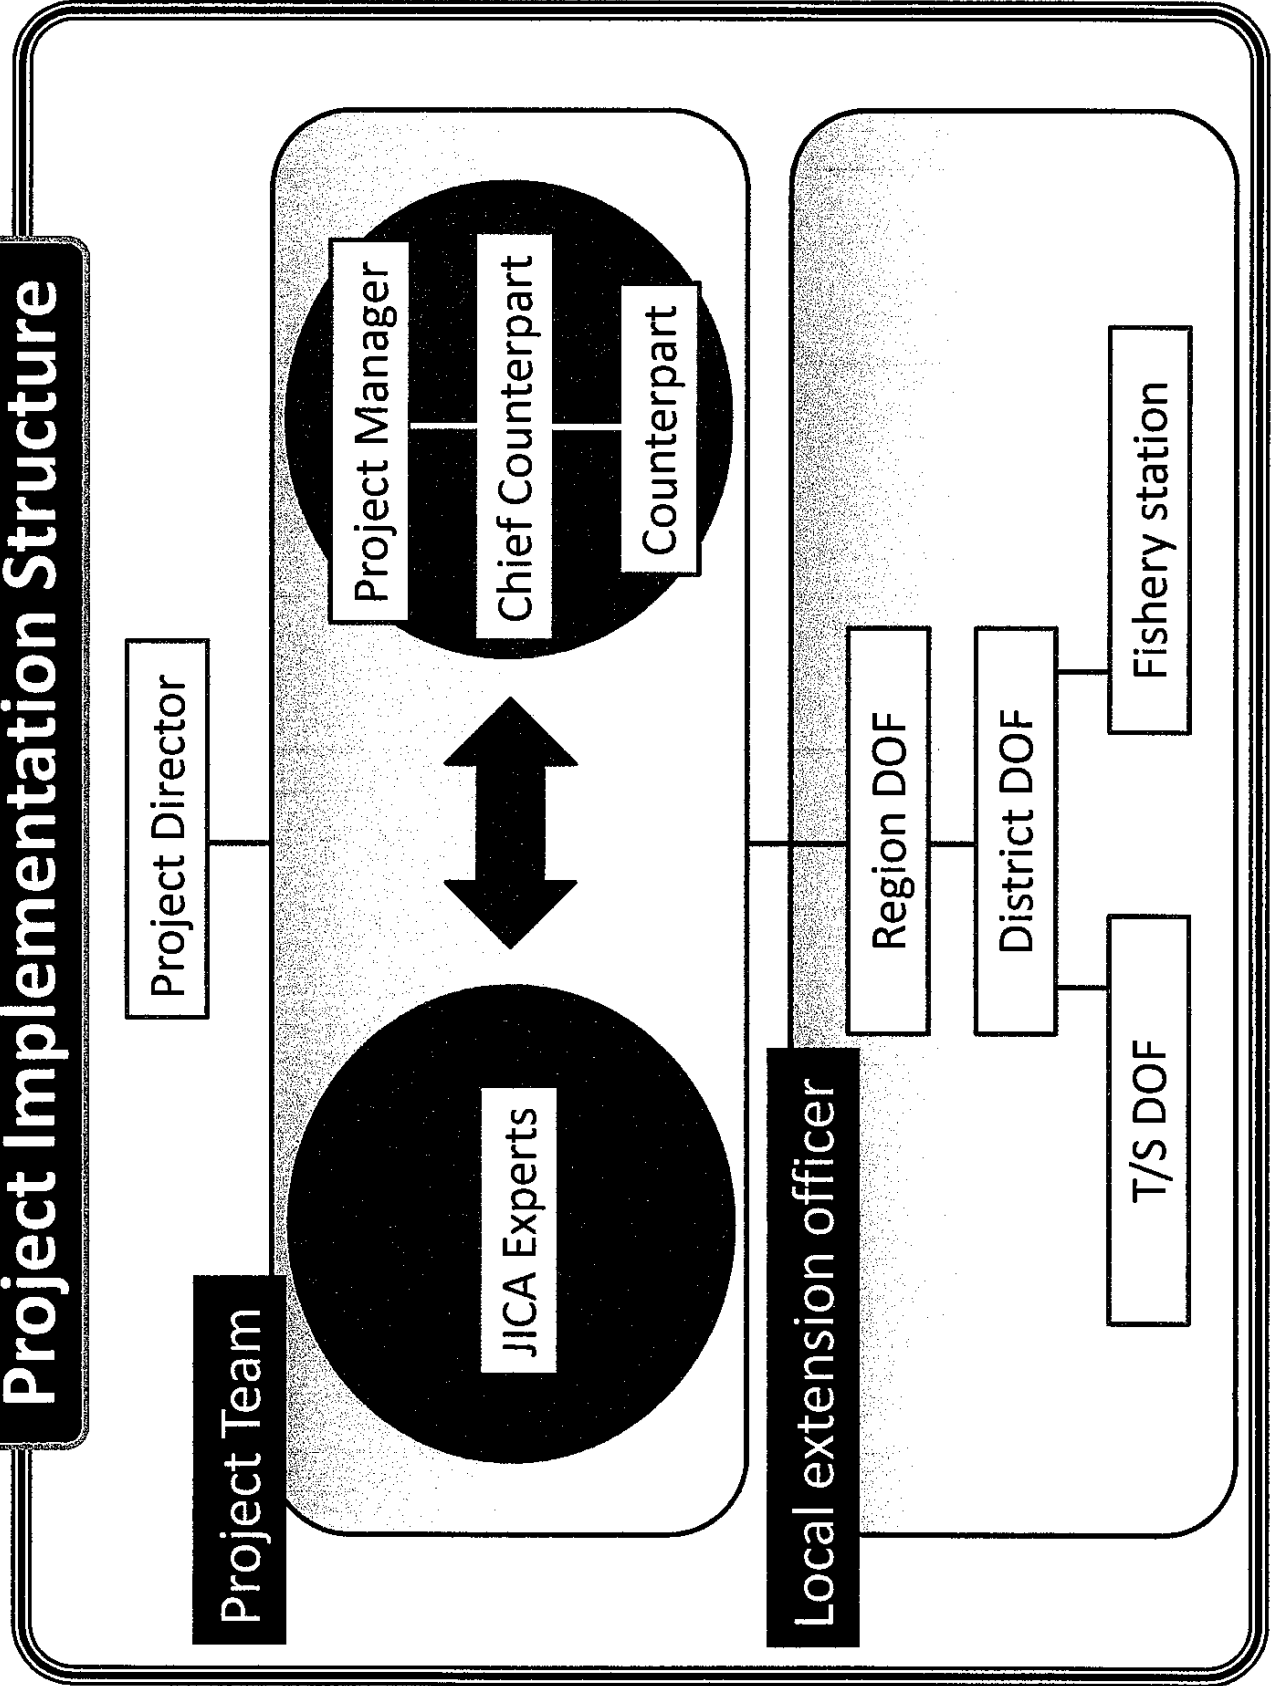 Project Implementation Structure
Project Director
Project Team
JICA Experts
Project Manager
Chief Counterpart
Counterpart
Local extension officer
Region DOF
District DOF
T/S DOF
Fishery station